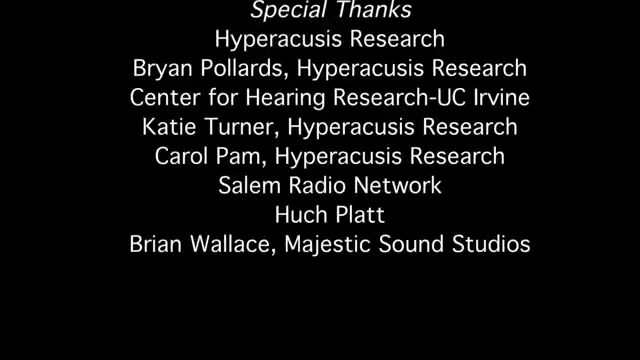 Special Thanks
Hyperacusis Research
Bryan Pollards, Hyperacusis Research
Center for Hearing Research-UC Irvine
Katie Turner, Hyperacusis Research
Carol Pam, Hyperacusis Research
Salem Radio Network
Huch Platt
Brian Wallace, Majestic Sound Studios